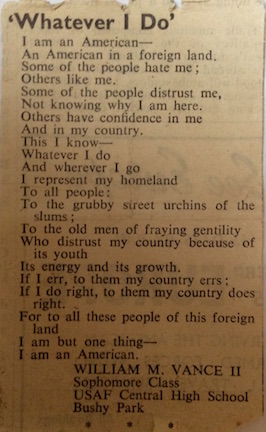 ‘Whatever I Do’
I am an American—
An American in a foreign land.
Some of the people hate me;
Others like me.
Some of the people distrust me,
Not knowing why I am here.
Others have confidence in me
And in my country.
This I know—
Whatever I do
And wherever I go
I represent my homeland
To all people:
To the grubby street urchins of the
slums;
To the old men of fraying gentility
Who distrust my country because of
its youth
Its energy and its growth.
If I err, to them my country errs;
If I do right, to them my country does
right.
For to all these people of this foreign
land
I am but one thing—
I am an American.
WILLIAM M. VANCE II
Sophomore Class
USAF Central High School
Bushy Park
* * *